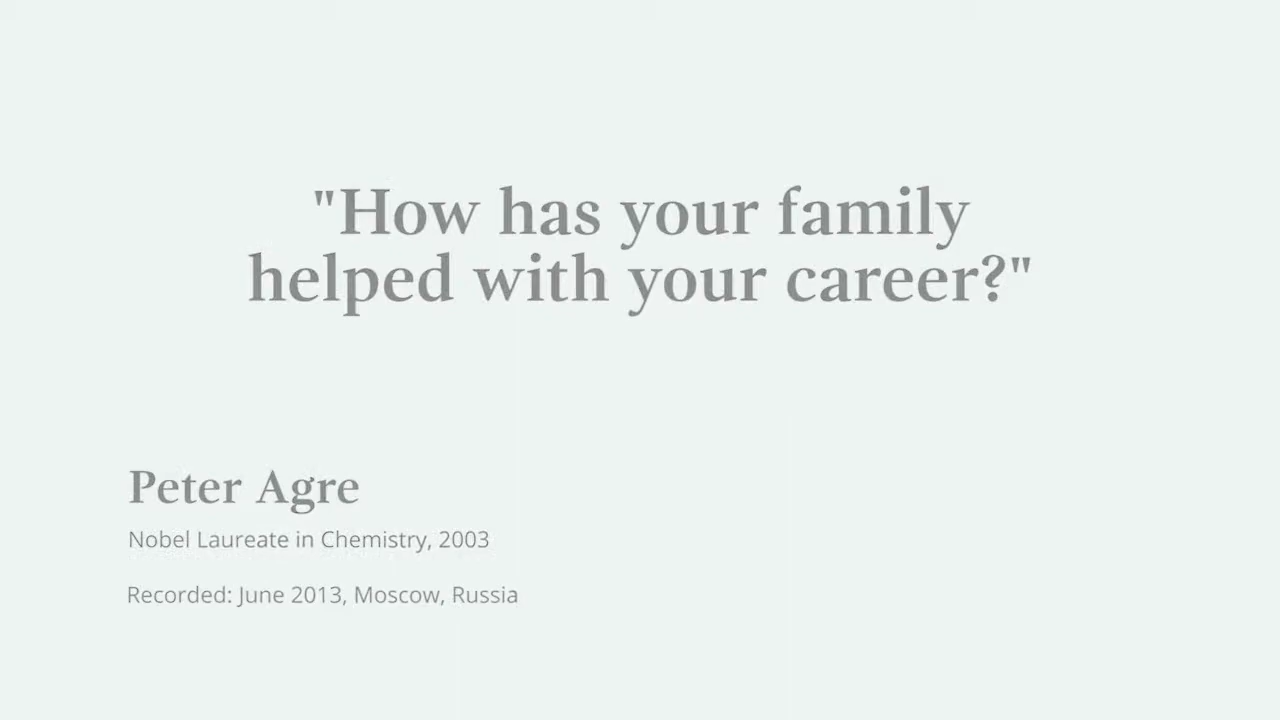 "How has your family
helped with your career?"
Peter Agre
Nobel Laureate in Chemistry, 2003
Recorded: June 2013, Moscow, Russia